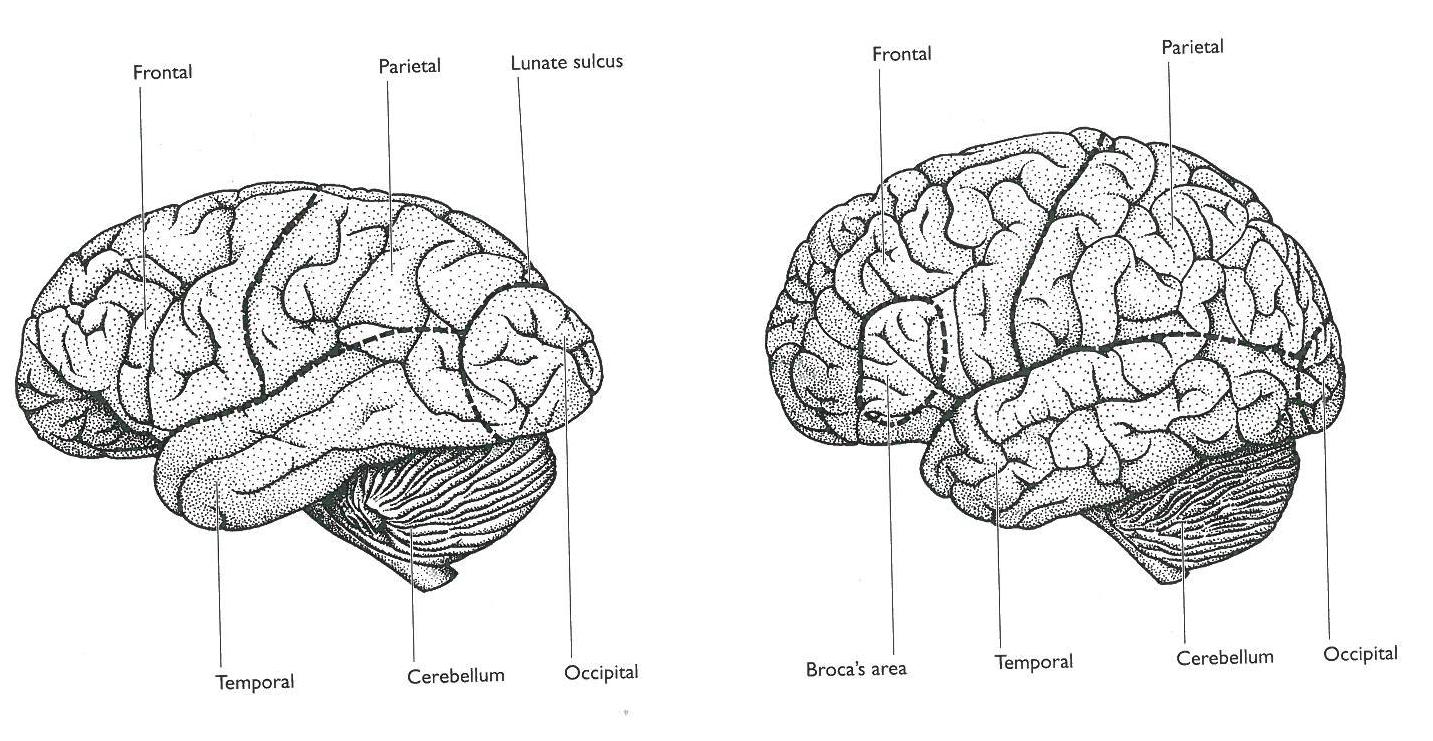 Frontal
Parietal
Lunate sulcus
Temporal
Cerebellum
Occipital
Frontal
Parietal
Broca's area
Temporal
Cerebellum
Occipital